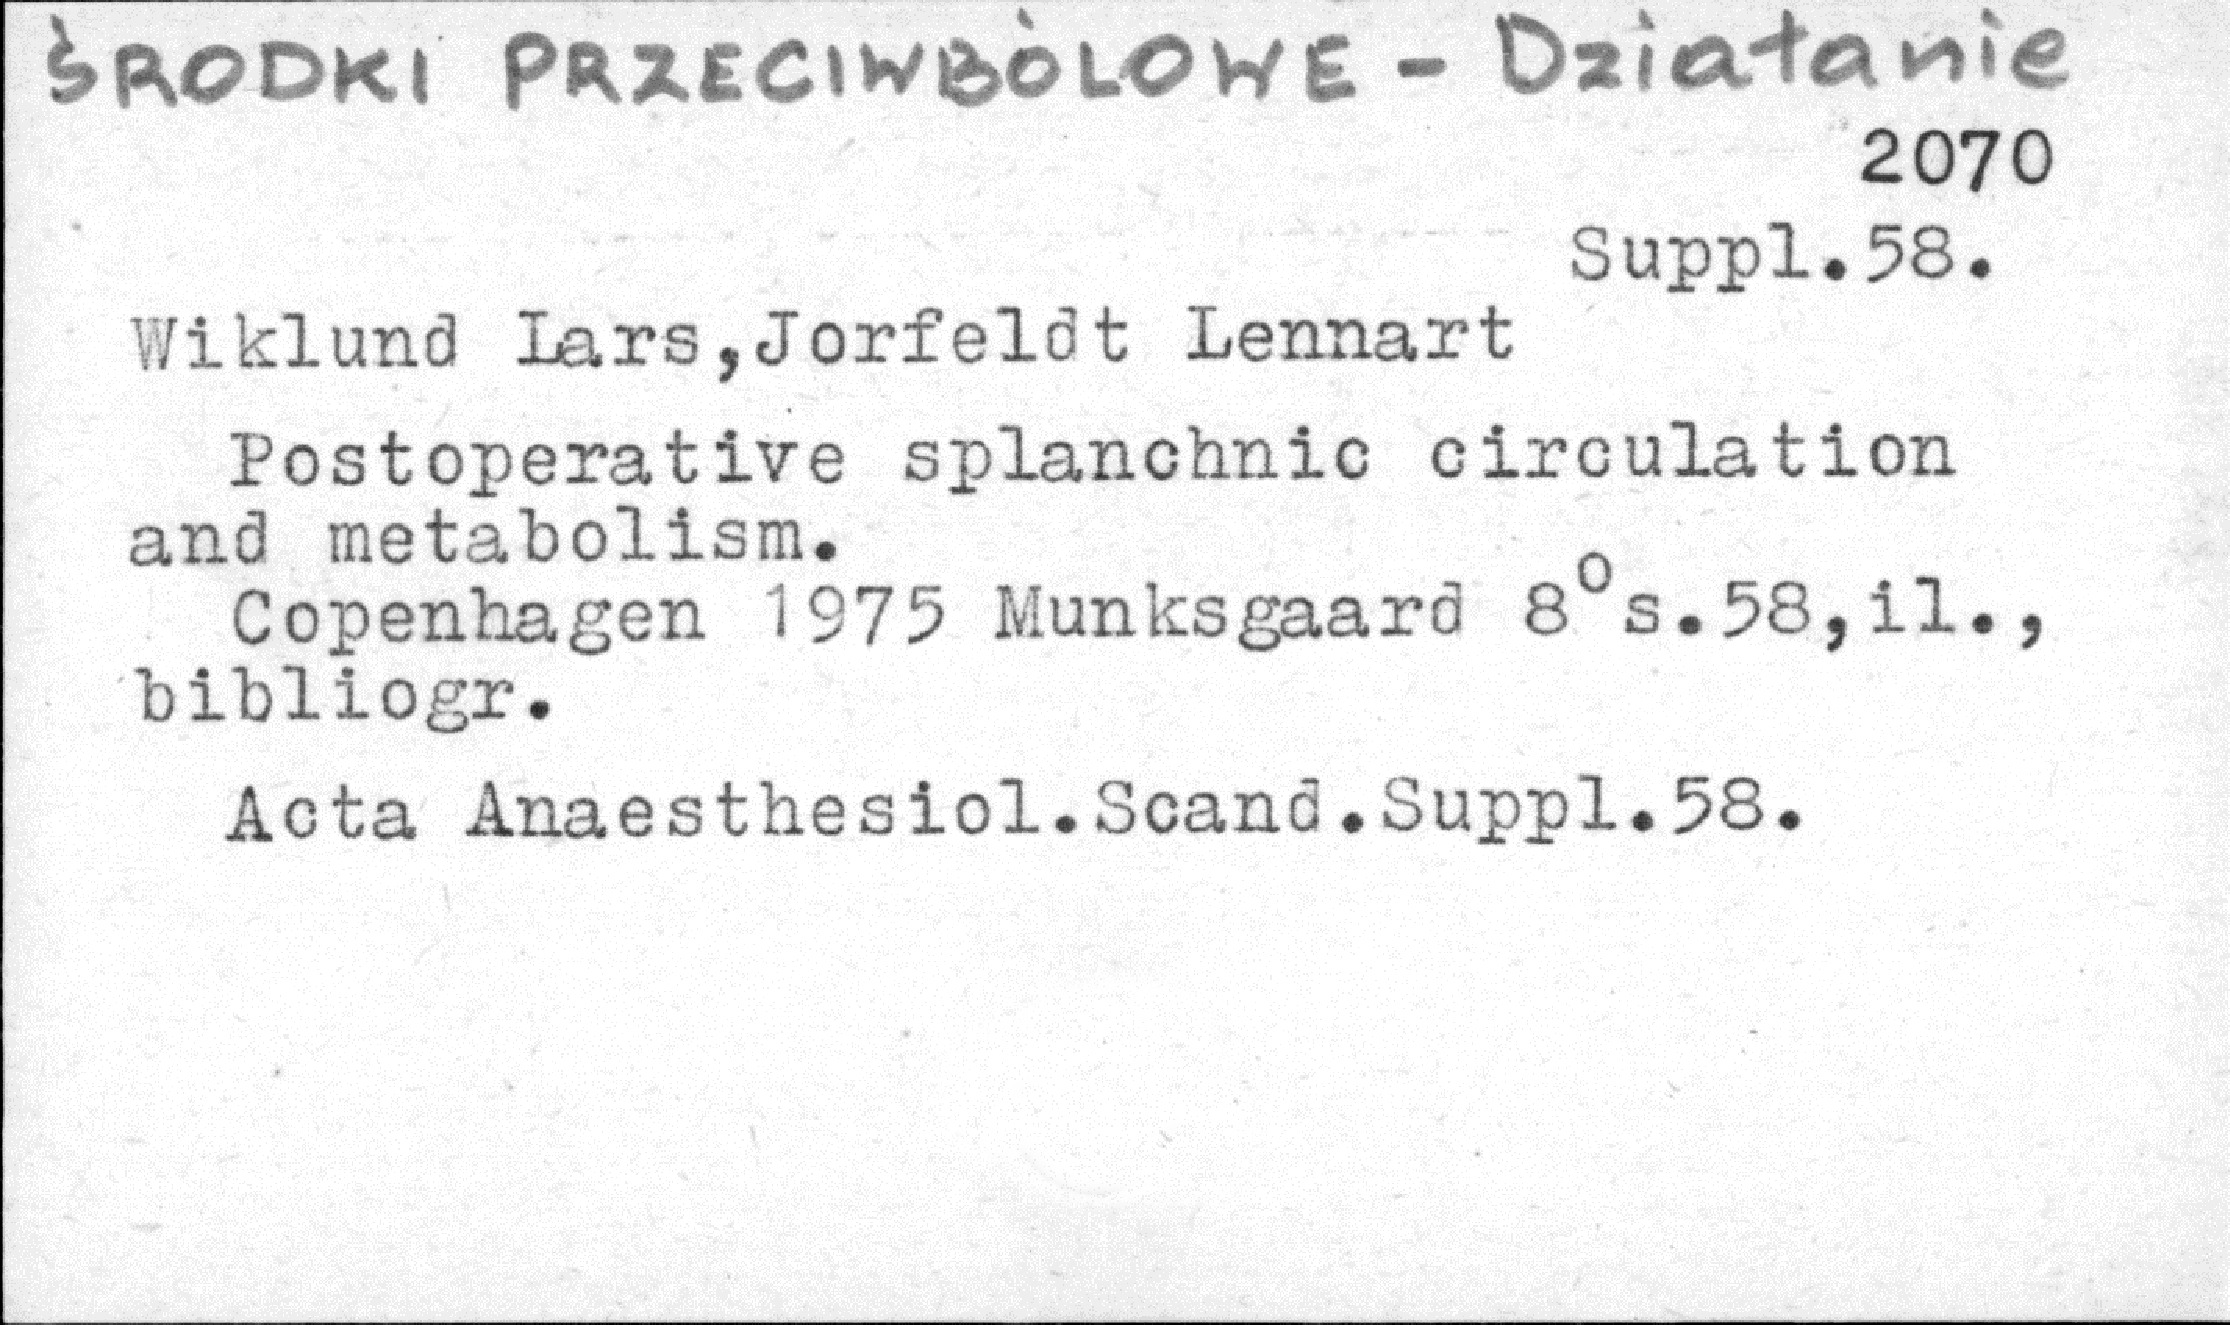 ŚRODKI PRZECIWBÓLOWE - Działanie
2070
Suppl.58.
Wiklund Lars,Jorfeldt Lennart
Postoperative splanchnic circulation
and metabolism.
Copenhagen 1975 Munksgaard 8°s.58,il.,
bibliogr.
Acta Anaesthesiol.Scand.Suppl.58.